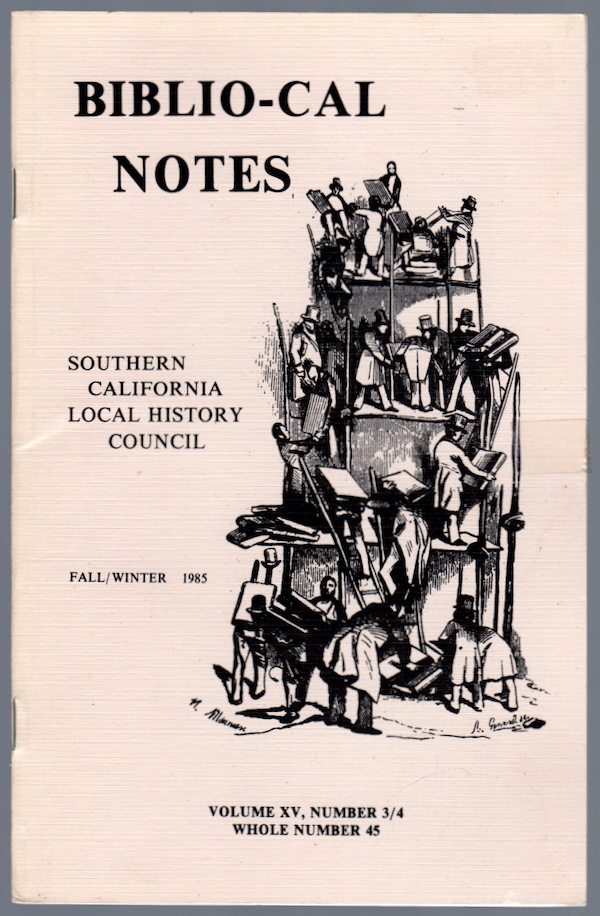 BIBLIO-CAL
NOTES
SOUTHERN
CALIFORNIA
LOCAL HISTORY
COUNCIL
FALL/WINTER 1985
VOLUME XV, NUMBER 3/4
WHOLE NUMBER 45